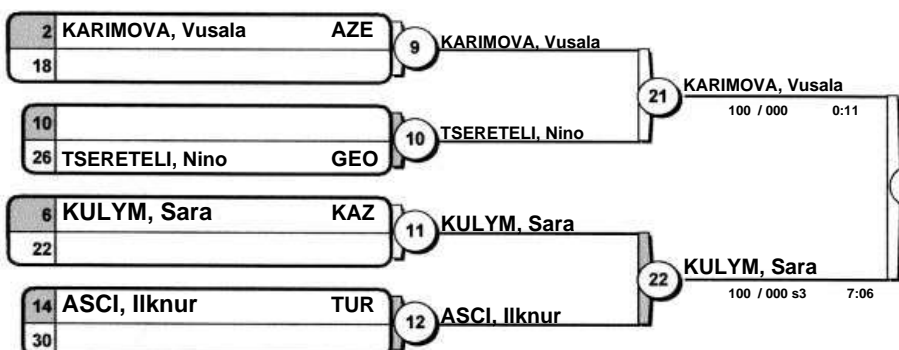 2 KARIMOVA, Vusala AZE
18
9 KARIMOVA, Vusala
21 KARIMOVA, Vusala
100 / 000 0:11
10
26 TSERETELI, Nino GEO
10 TSERETELI, Nino
6 KULYM, Sara KAZ
22
11 KULYM, Sara
22 KULYM, Sara
100 / 000 s3 7:06
14 ASCI, Ilknur TUR
30
12 ASCI, Ilknur